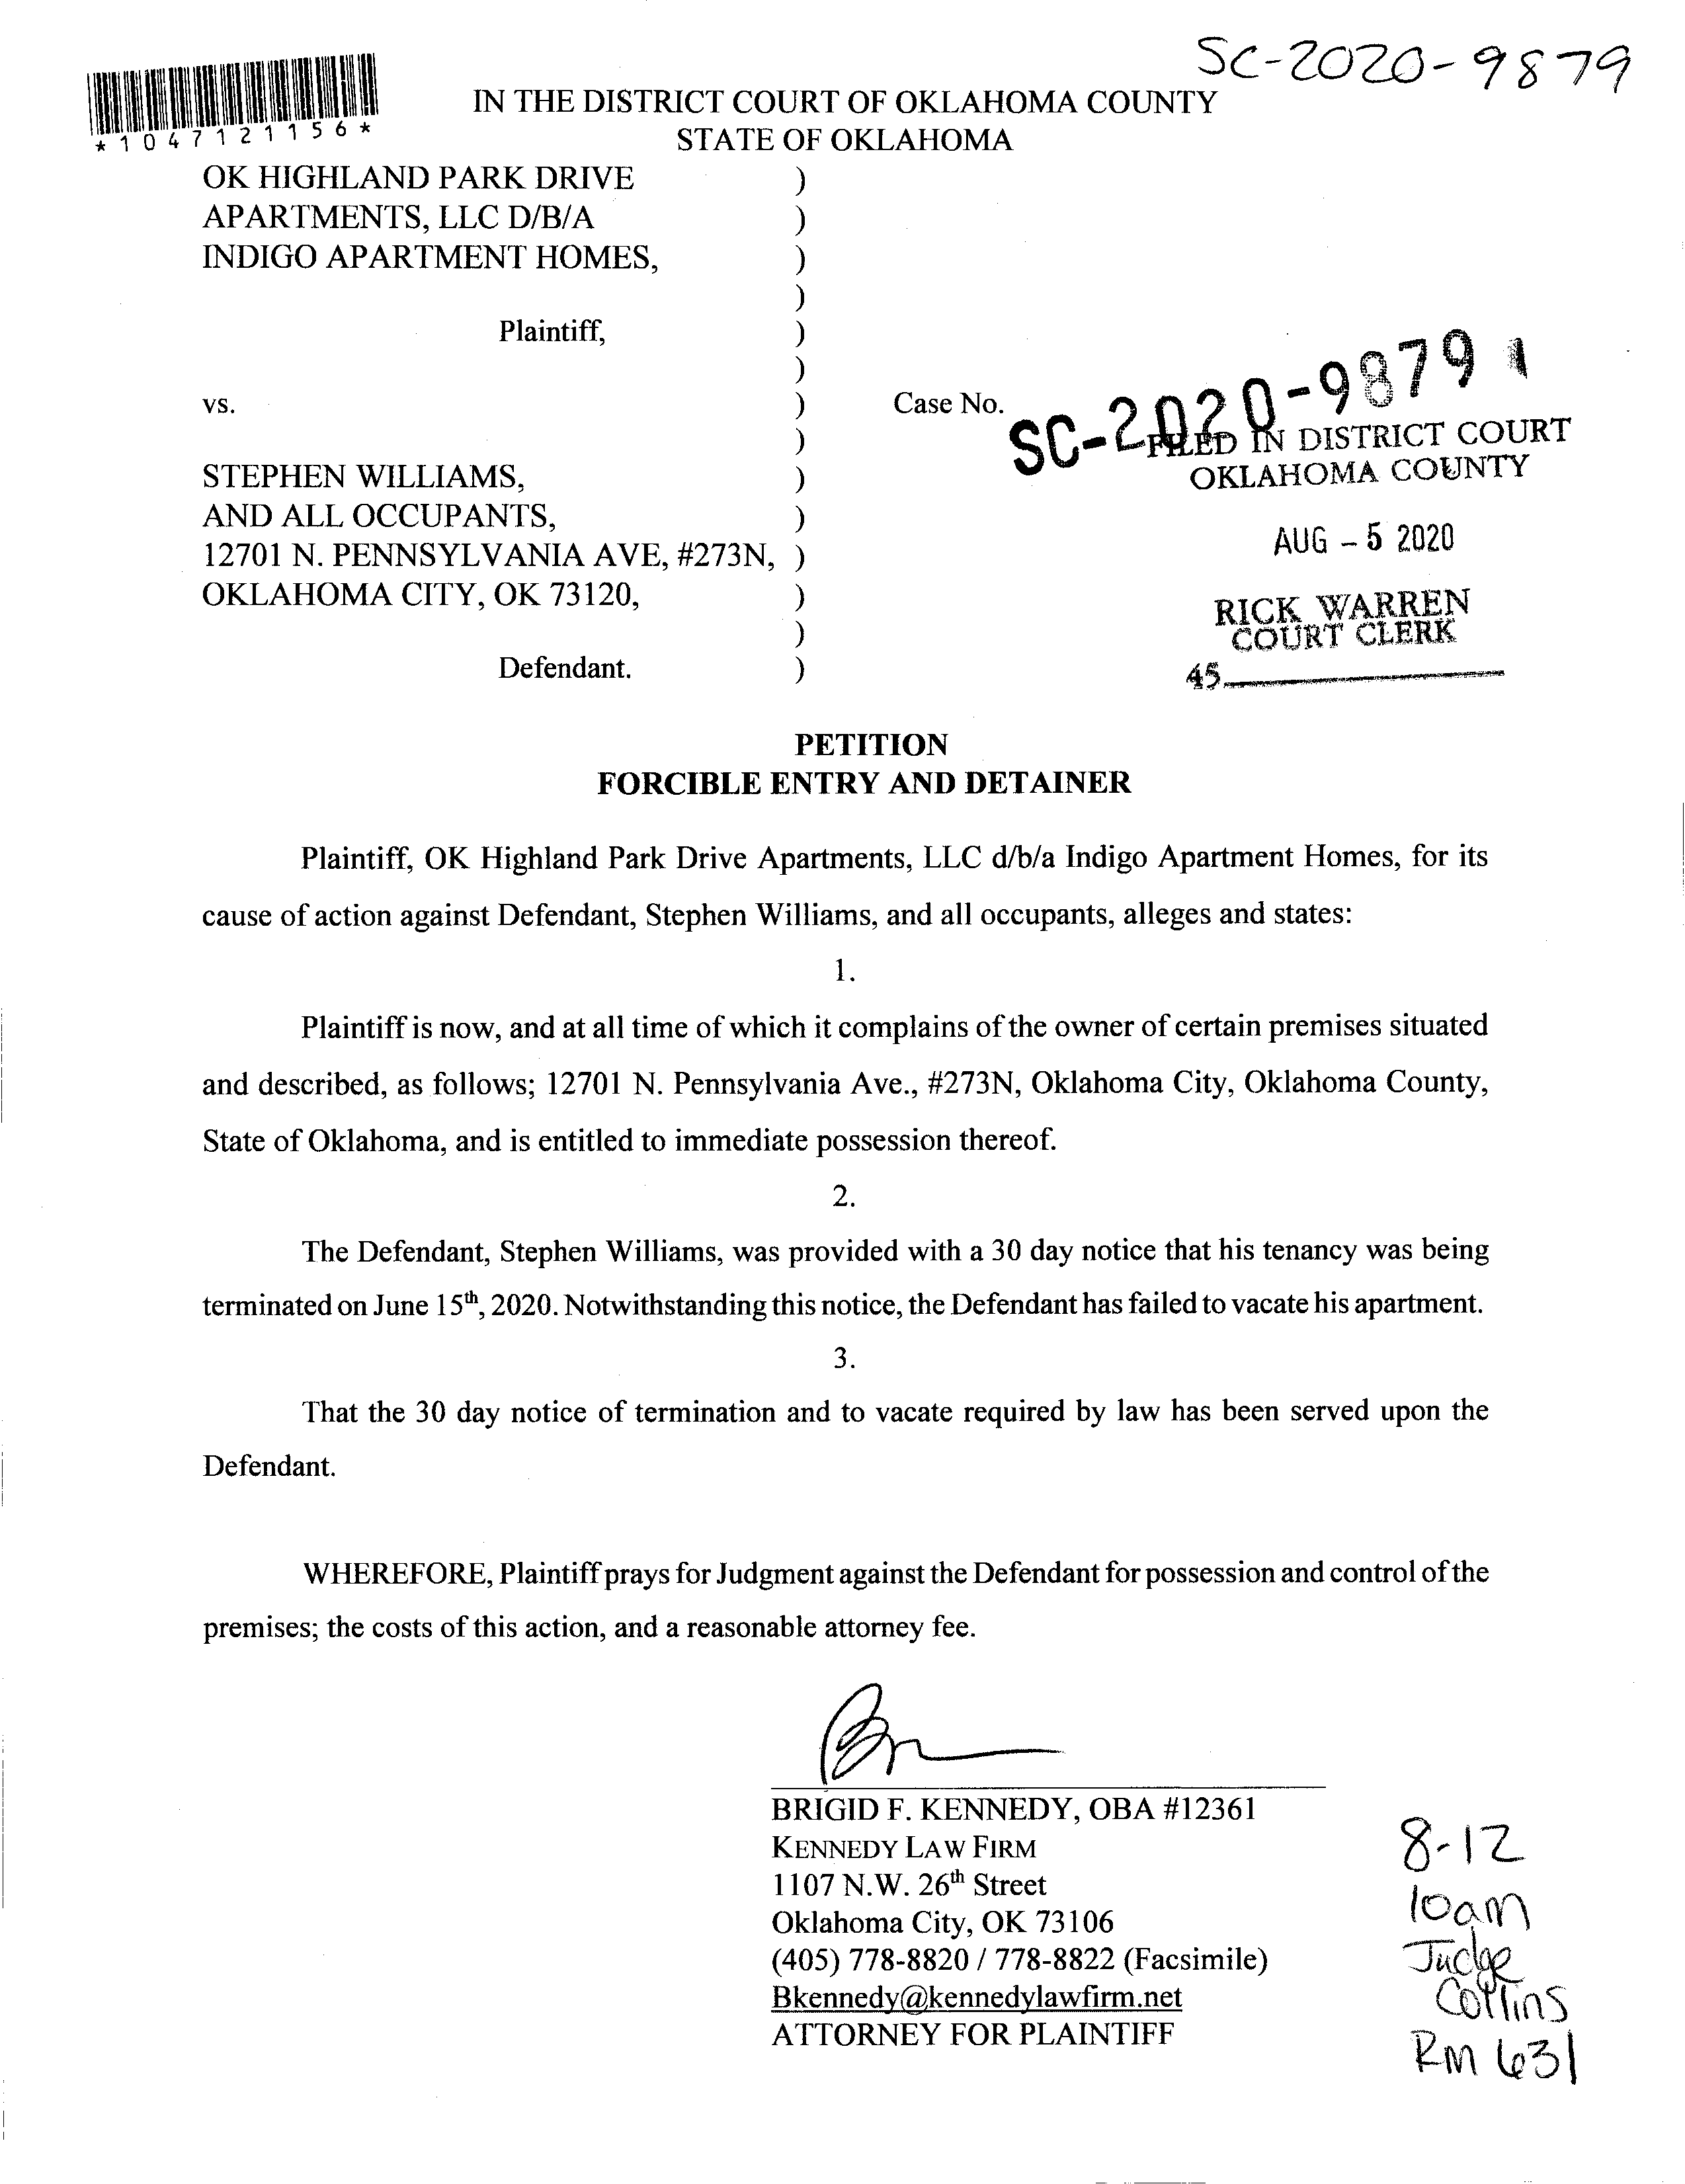 SC-2020-9879
*1047121156*
IN THE DISTRICT COURT OF OKLAHOMA COUNTY
STATE OF OKLAHOMA
OK HIGHLAND PARK DRIVE )
APARTMENTS, LLC D/B/A )
INDIGO APARTMENT HOMES, )
)
Plaintiff, )
)
vs. ) Case No. SC-2020-9879
)
FILED IN DISTRICT COURT
OKLAHOMA COUNTY
STEPHEN WILLIAMS, )
AND ALL OCCUPANTS, )
AUG - 5 2020
12701 N. PENNSYLVANIA AVE, #273N, )
OKLAHOMA CITY, OK 73120, )
RICK WARREN
COURT CLERK
)
Defendant. )
45
PETITION
FORCIBLE ENTRY AND DETAINER
Plaintiff, OK Highland Park Drive Apartments, LLC d/b/a Indigo Apartment Homes, for its
cause of action against Defendant, Stephen Williams, and all occupants, alleges and states:
1.
Plaintiff is now, and at all time of which it complains of the owner of certain premises situated
and described, as follows; 12701 N. Pennsylvania Ave., #273N, Oklahoma City, Oklahoma County,
State of Oklahoma, and is entitled to immediate possession thereof.
2.
The Defendant, Stephen Williams, was provided with a 30 day notice that his tenancy was being
terminated on June 15th, 2020. Notwithstanding this notice, the Defendant has failed to vacate his apartment.
3.
That the 30 day notice of termination and to vacate required by law has been served upon the
Defendant.
WHEREFORE, Plaintiff prays for Judgment against the Defendant for possession and control of the
premises; the costs of this action, and a reasonable attorney fee.
BRIGID F. KENNEDY, OBA #12361
KENNEDY LAW FIRM
1107 N.W. 26th Street
Oklahoma City, OK 73106
(405) 778-8820 / 778-8822 (Facsimile)
Bkennedy@kennedylawfirm.net
ATTORNEY FOR PLAINTIFF
8-12
10am
Judge
Collins
RM 631